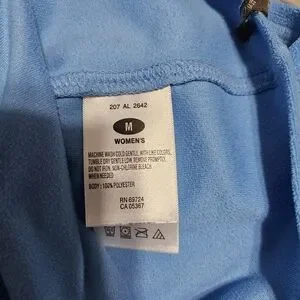 207 AL 2642
M
WOMEN'S
MACHINE WASH COLD GENTLE, WITH LIKE COLORS,
TUMBLE DRY GENTLE LOW, REMOVE PROMPTLY,
DO NOT IRON, NON-CHLORINE BLEACH
WHEN NEEDED
BODY: 100% POLYESTER
RN 69724
CA 05367